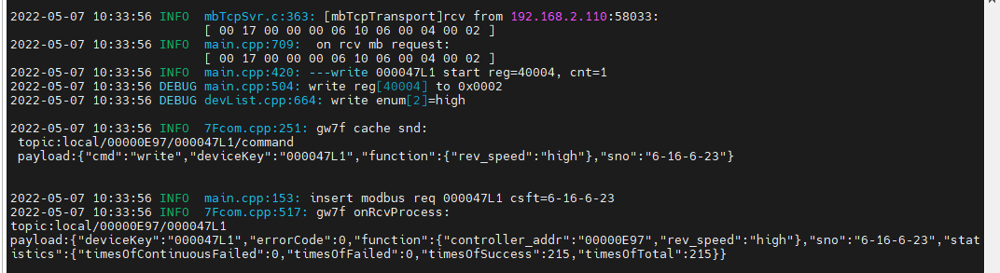 2022-05-07 10:33:56 INFO  mbTcpSvr.c:363: [mbTcpTransport]rcv from 192.168.2.110:58033:
[ 00 17 00 00 00 06 10 06 00 04 00 02 ]
2022-05-07 10:33:56 INFO  main.cpp:709:  on rcv mb request:
[ 00 17 00 00 00 06 10 06 00 04 00 02 ]
2022-05-07 10:33:56 INFO  main.cpp:420: ---write 000047L1 start reg=40004, cnt=1
2022-05-07 10:33:56 DEBUG main.cpp:504: write reg[40004] to 0x0002
2022-05-07 10:33:56 DEBUG devList.cpp:664: write enum[2]=high
2022-05-07 10:33:56 INFO  7Fcom.cpp:251: gw7f cache snd:
topic:local/00000E97/000047L1/command
payload:{"cmd":"write","deviceKey":"000047L1","function":{"rev_speed":"high"},"sno":"6-16-6-23"}
2022-05-07 10:33:56 INFO  main.cpp:153: insert modbus req 000047L1 csft=6-16-6-23
2022-05-07 10:33:56 INFO  7Fcom.cpp:517: gw7f onRcvProcess:
topic:local/00000E97/000047L1
payload:{"deviceKey":"000047L1","errorCode":0,"function":{"controller_addr":"00000E97","rev_speed":"high"},"sno":"6-16-6-23","stat
istics":{"timesOfContinuousFailed":0,"timesOfFailed":0,"timesOfSuccess":215,"timesOfTotal":215}}